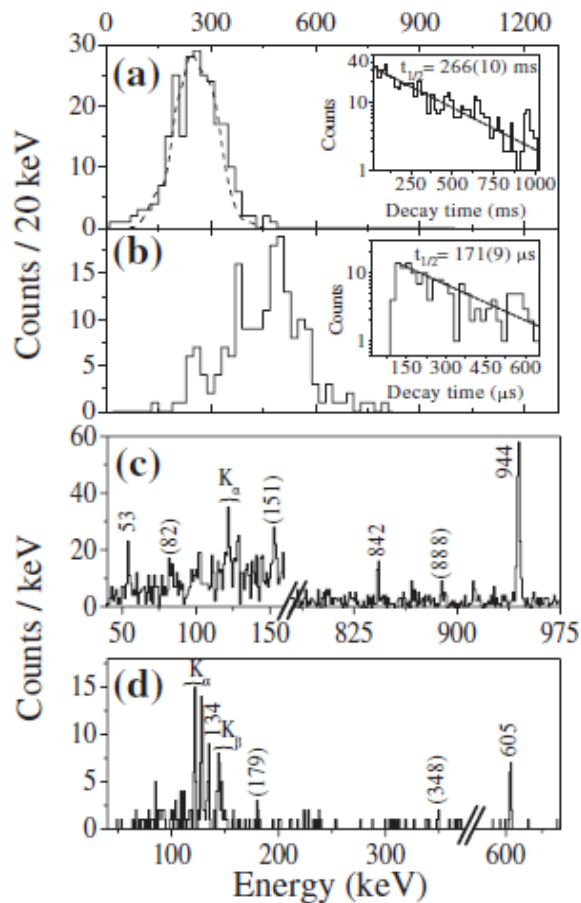 0 300 600 900 1200
(a)
30
20
10
0
t1/2= 266(10) ms
Counts
40
10
1
250 500 750 1000
Decay time (ms)
Counts / 20 keV
(b)
15
10
5
0
t1/2= 171(9) μs
Counts
10
1
100 300 450 600
Decay time (μs)
(c)
60
40
20
0
53
(82)
Kα
(151)
842
(888)
944
50 100 150 825 900 975
Counts / keV
(d)
15
10
5
0
Kα
134
Kβ
(179)
(348)
605
100 200 300 600
Energy (keV)